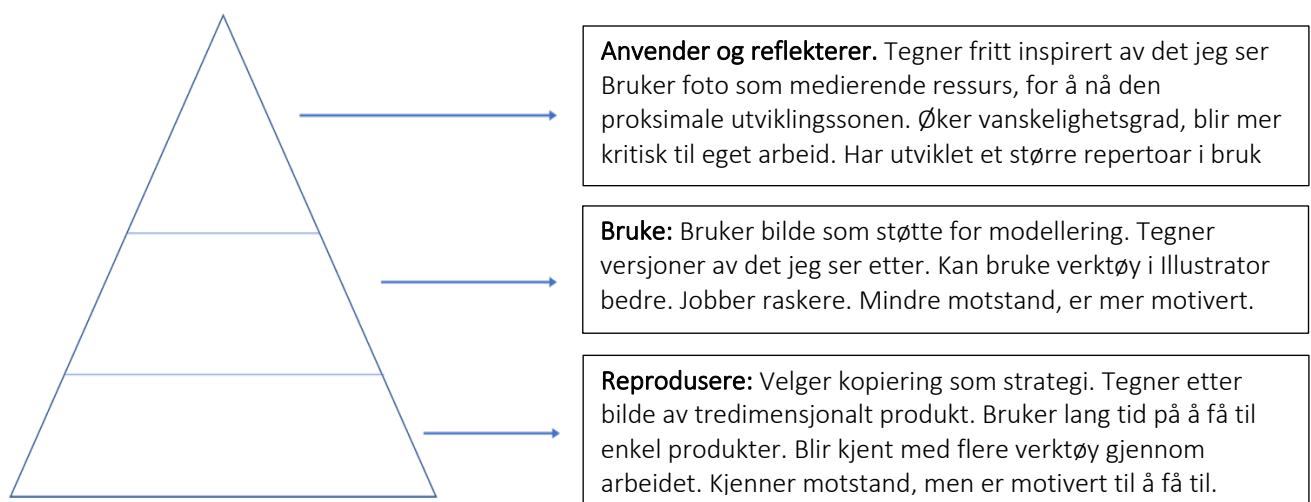 Anvender og reflekterer. Tegner fritt inspirert av det jeg ser
Bruker foto som medierende ressurs, for å nå den
proksimale utviklingssonen. Øker vanskelighetsgrad, blir mer
kritisk til eget arbeid. Har utviklet et større repertoar i bruk
Bruke: Bruker bilde som støtte for modellering. Tegner
versjoner av det jeg ser etter. Kan bruke verktøy i Illustrator
bedre. Jobber raskere. Mindre motstand, er mer motivert.
Reprodusere: Velger kopiering som strategi. Tegner etter
bilde av tredimensjonalt produkt. Bruker lang tid på å få til
enkel produkter. Blir kjent med flere verktøy gjennom
arbeidet. Kjenner motstand, men er motivert til å få til.